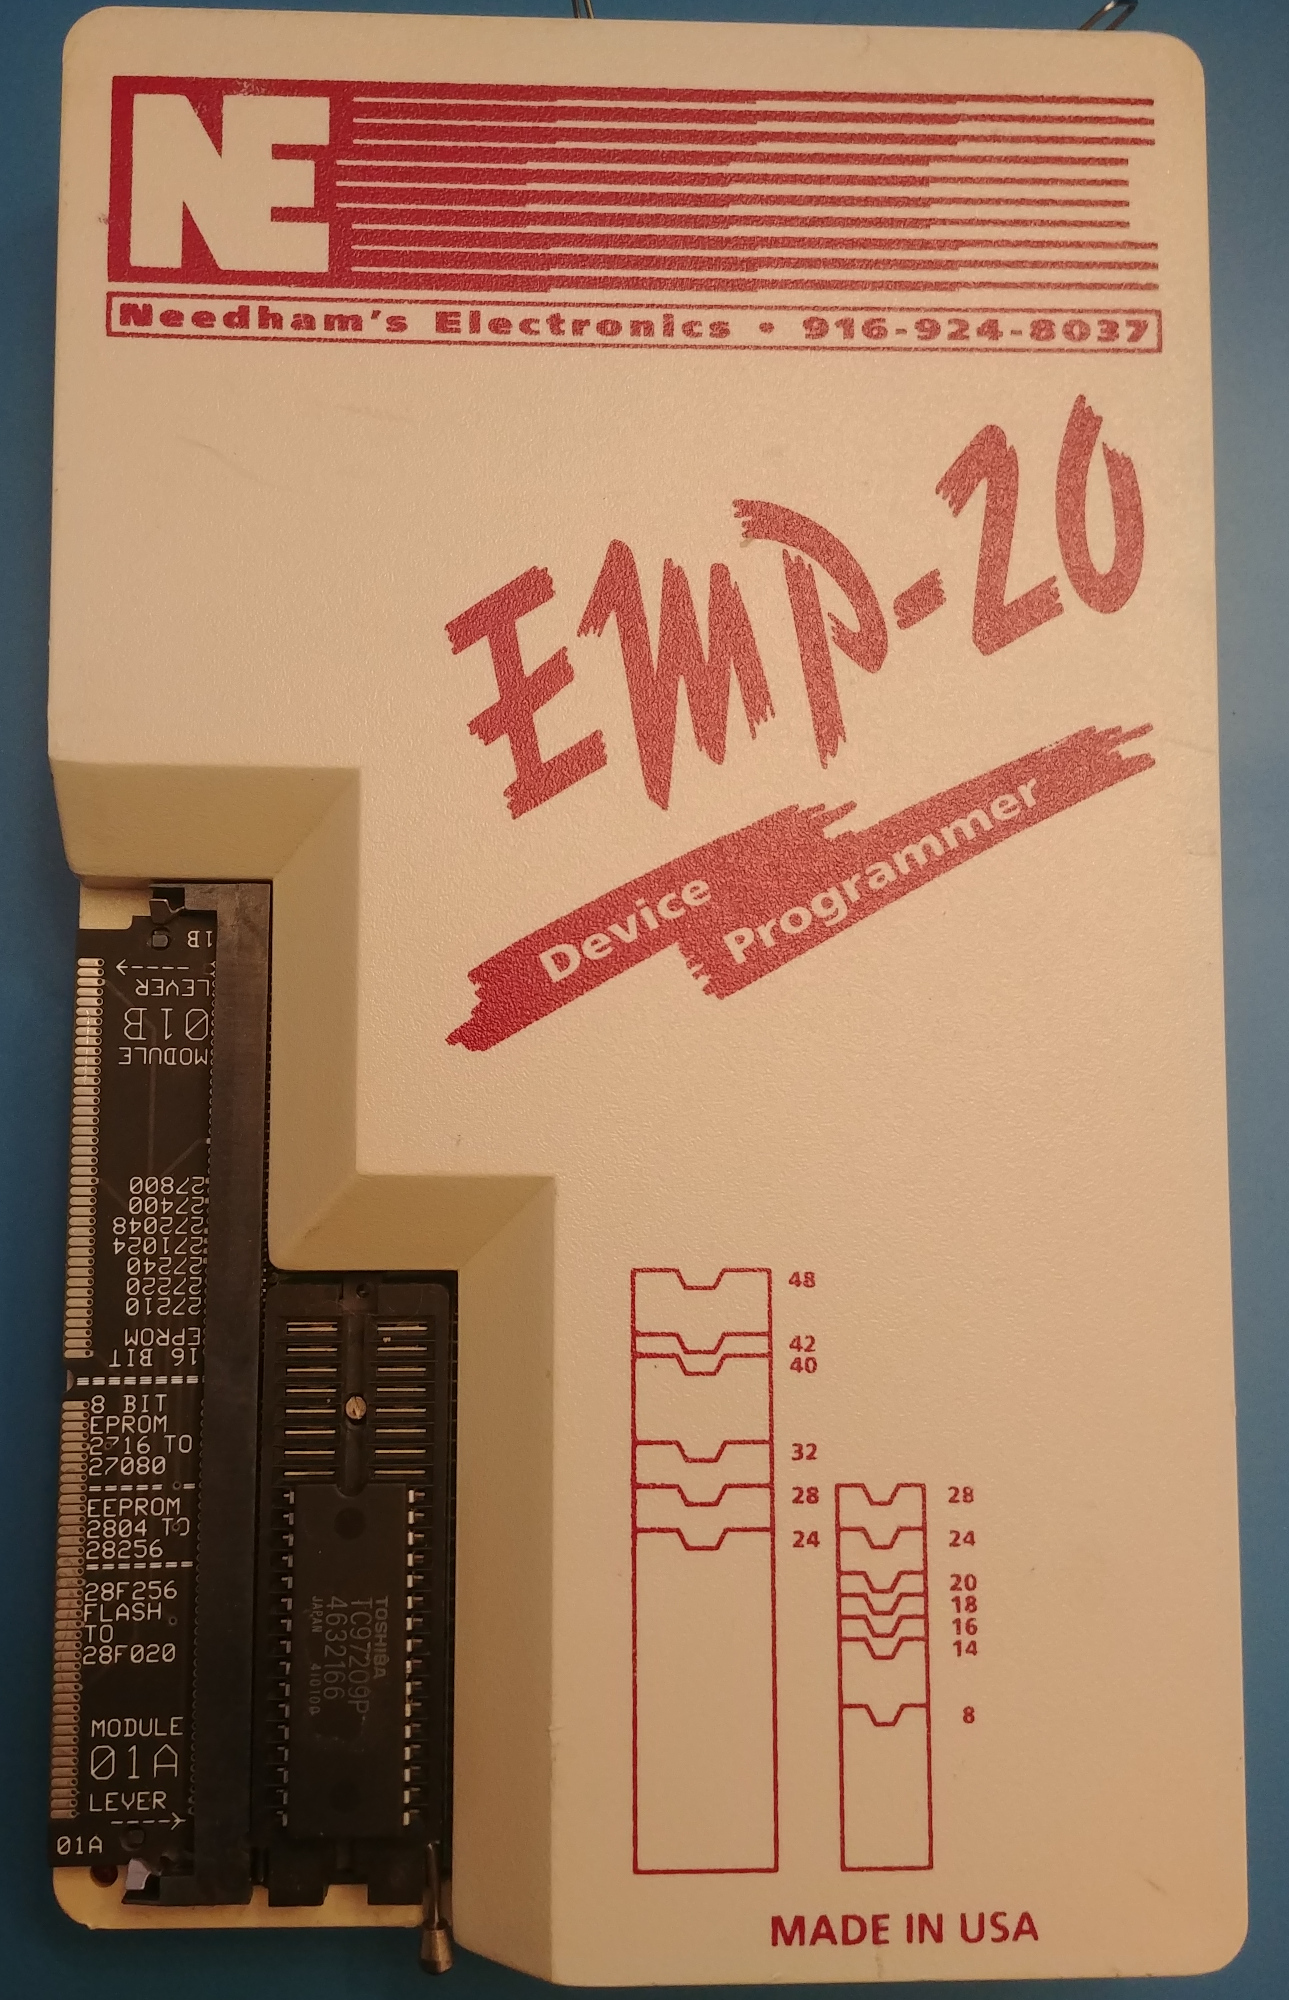 NE
Needham's Electronics • 916-924-8037
EMP-20
Device
Programmer
1B
LEVER
01B
MODULE
27800
27400
272048
271024
27240
27220
27210
EPROM
16 BIT
8 BIT
EPROM
2716 TO
27080
EEPROM
2804 TO
28256
28F256
FLASH
TO
28F020
MODULE
01A
LEVER
01A
TOSHIBA
TC97209P
4632166
JAPAN
48
42
40
32
28
24
28
24
20
18
16
14
8
MADE IN USA